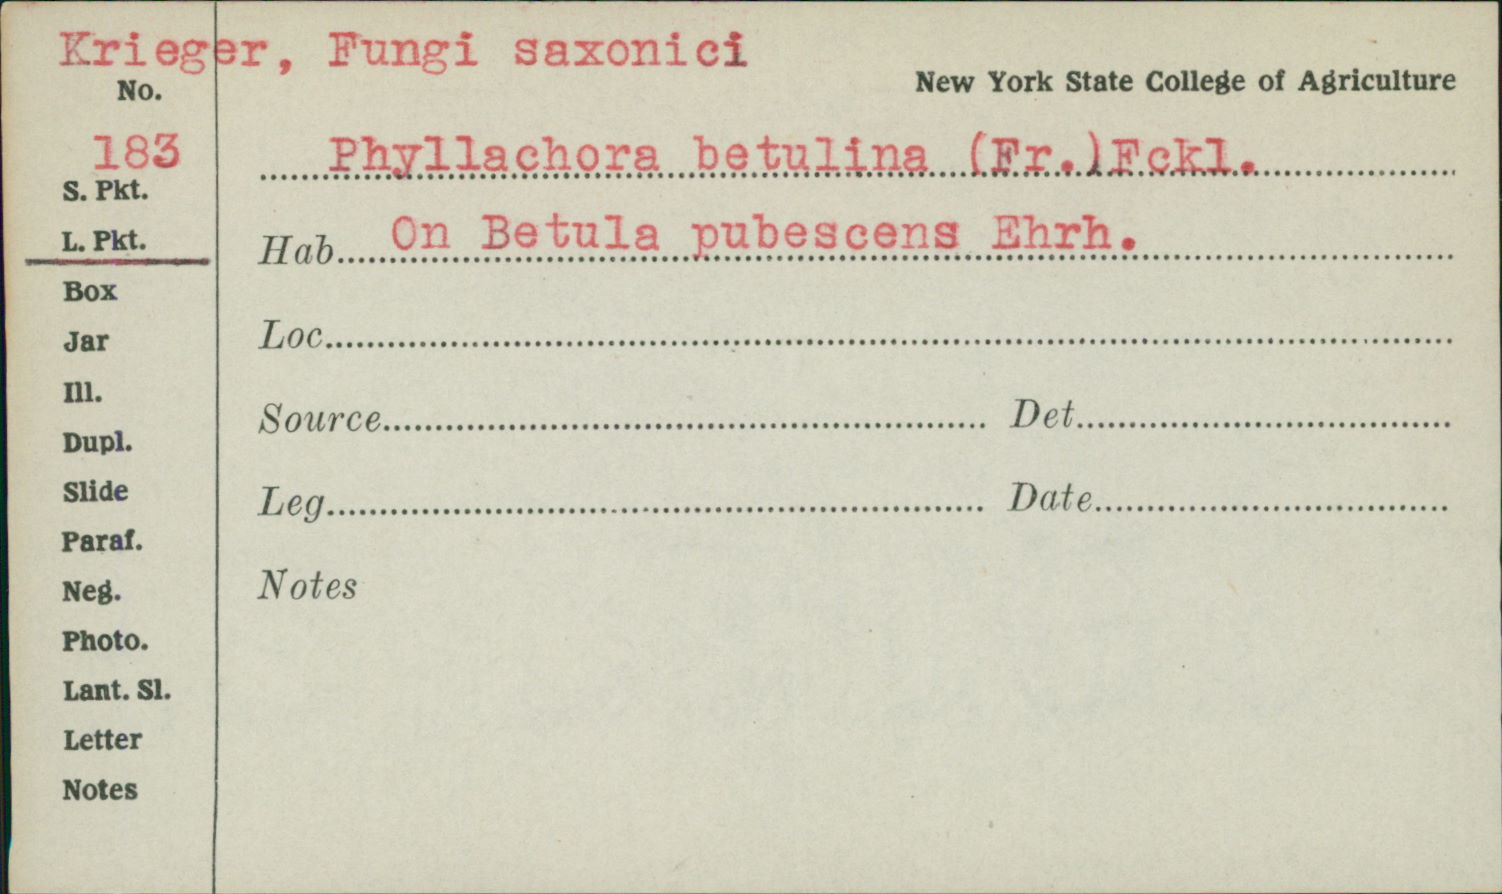 Krieger, Fungi saxonici
No.
New York State College of Agriculture
183
Phyllachora betulina (Fr.)Fckl.
S. Pkt.
L. Pkt.
Hab. On Betula pubescens Ehrh.
Box
Loc.
Jar
Ill.
Source Det.
Dupl.
Slide
Leg. Date
Paraf.
Neg.
Notes
Photo.
Lant. Sl.
Letter
Notes